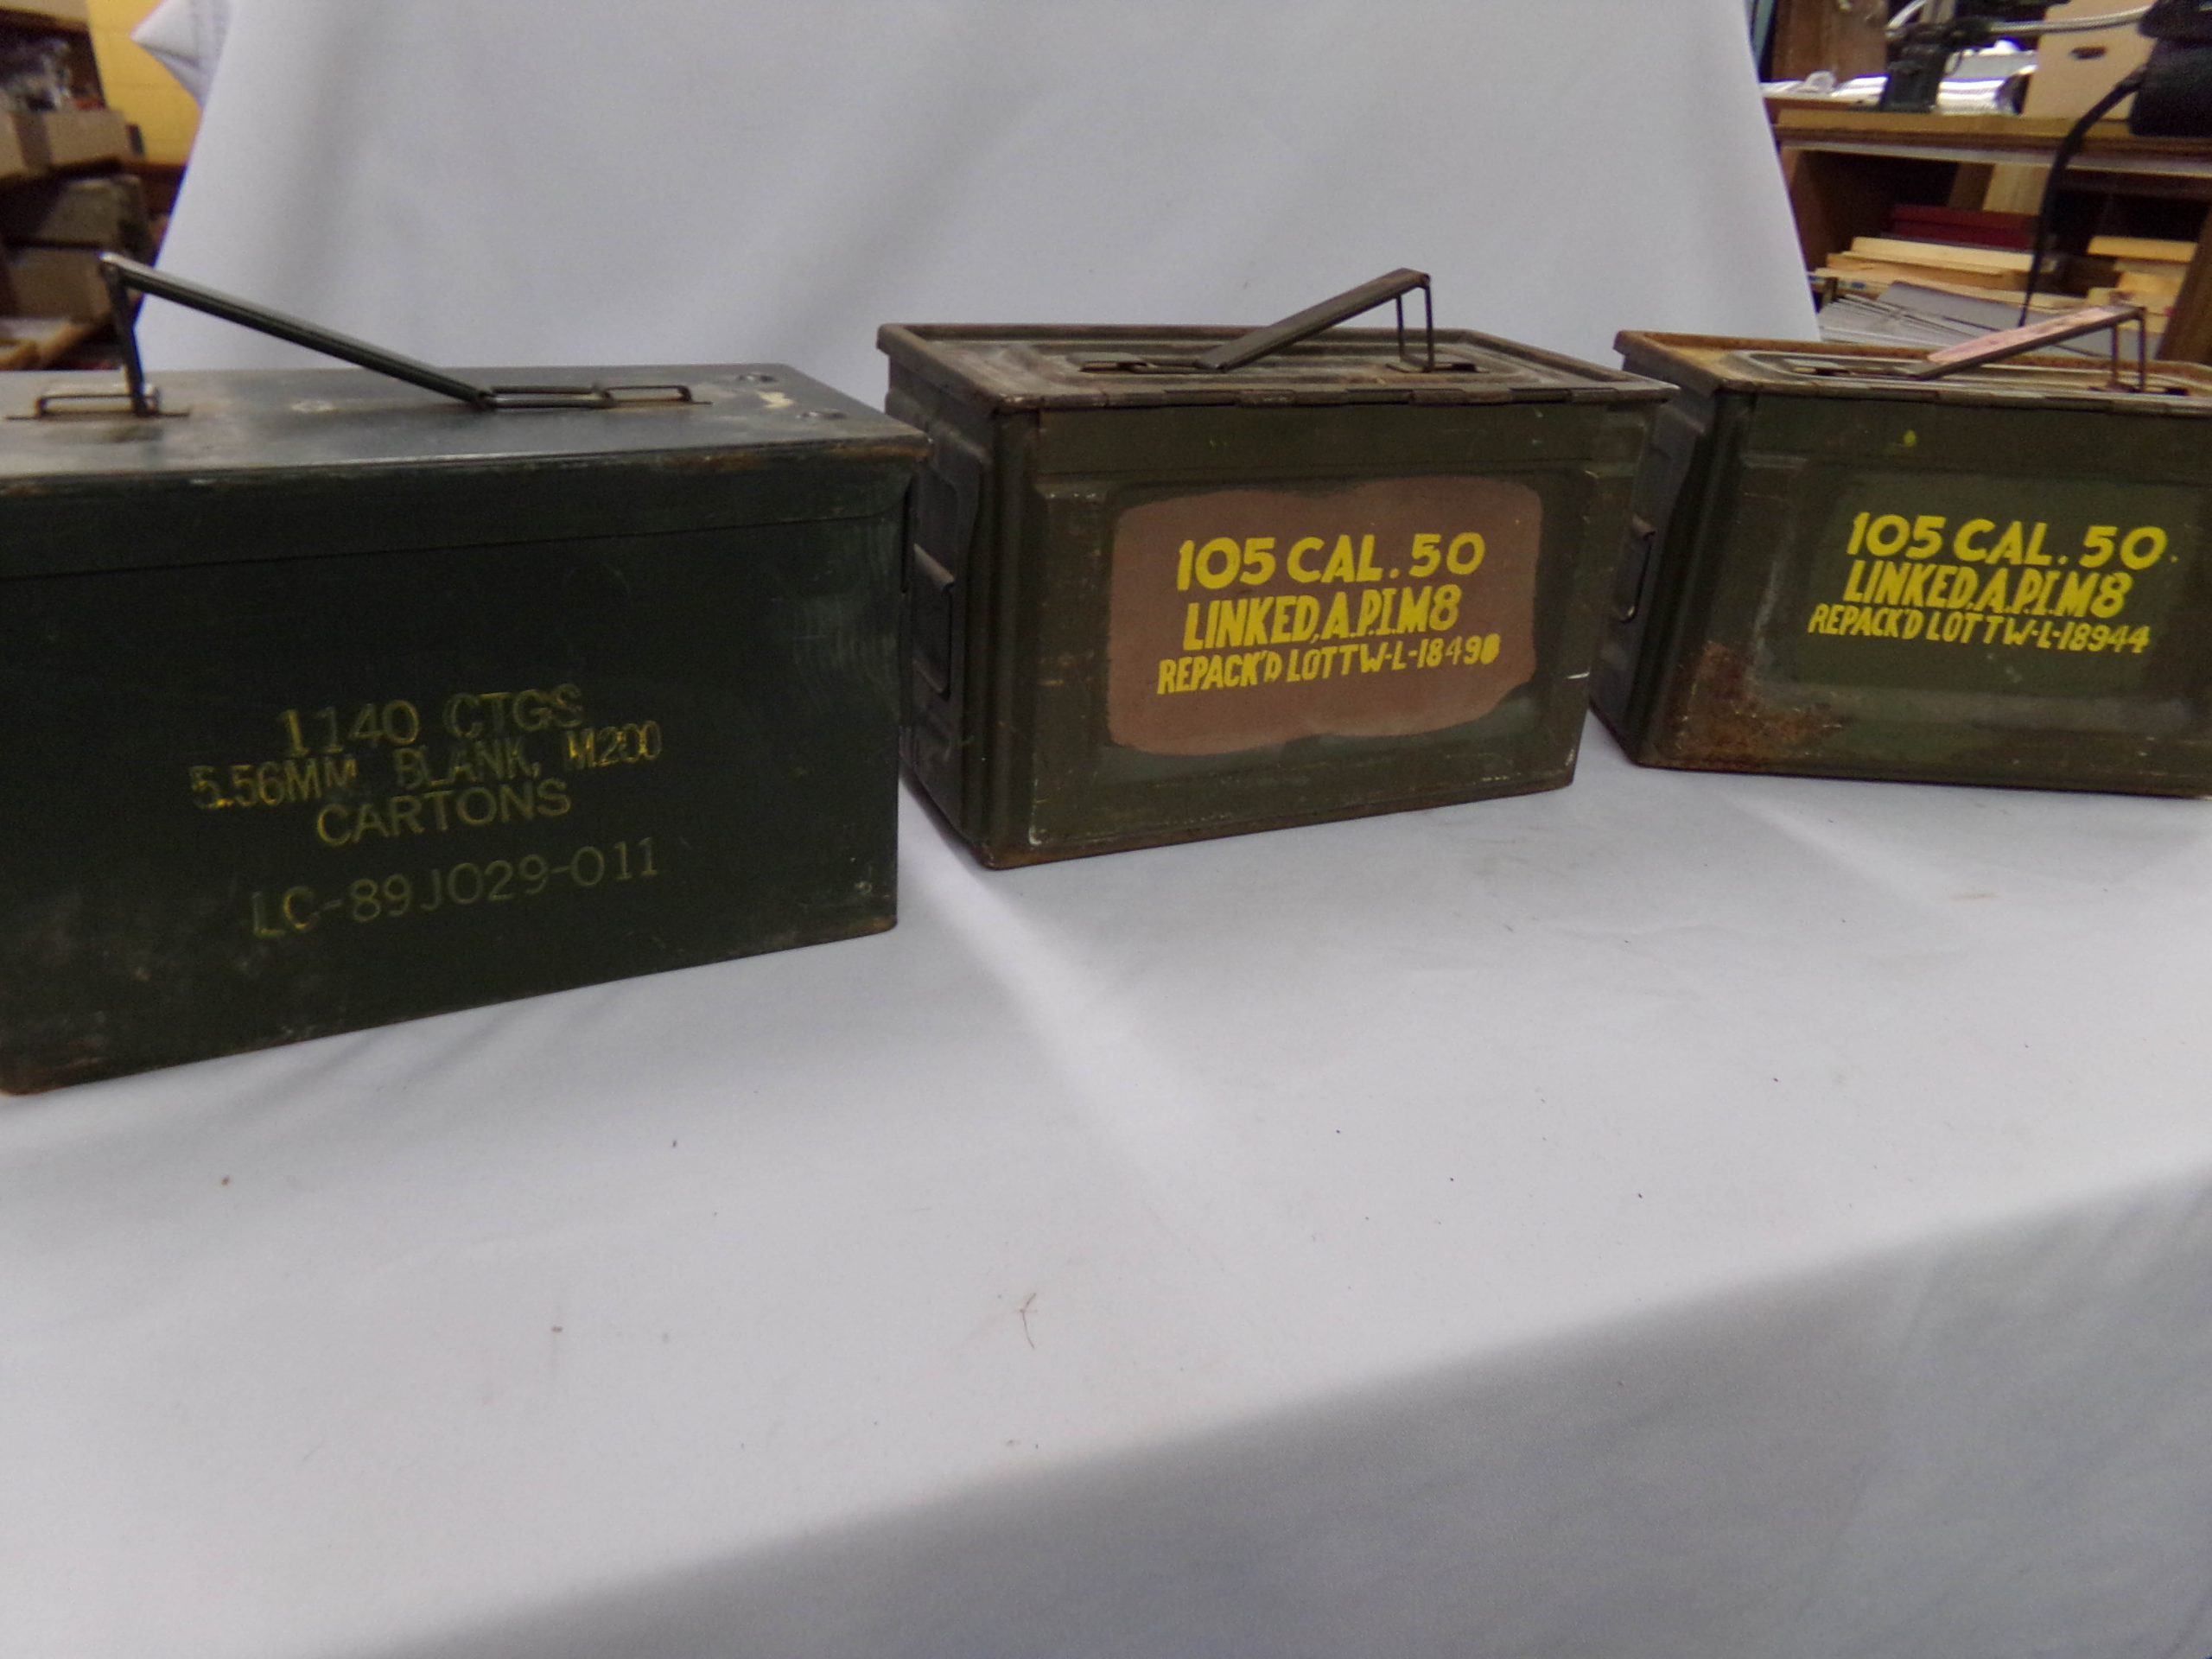 1140 CTGS
5.56MM, BLANK, M200
CARTONS
LC-89J029-011
105 CAL. 50
LINKED, A.P.I. M8
REPACK'D LOT TW-L-18490
105 CAL. 50
LINKED, A.P.I. M8
REPACK'D LOT TW-L-18944